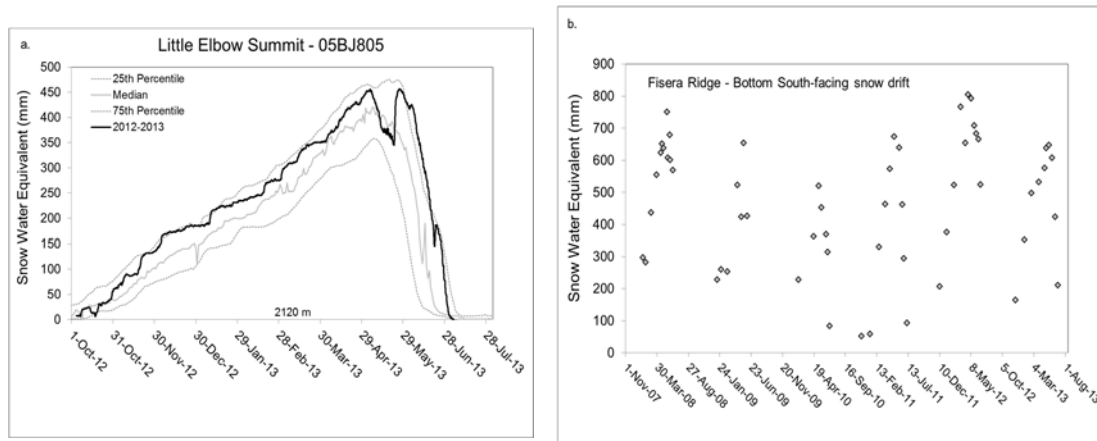 a.
Little Elbow Summit - 05BJ805
Snow Water Equivalent (mm)
500
450
400
350
300
250
200
150
100
50
0
25th Percentile
Median
75th Percentile
2012-2013
2120 m
1-Oct-12
31-Oct-12
30-Nov-12
30-Dec-12
29-Jan-13
28-Feb-13
30-Mar-13
29-Apr-13
29-May-13
28-Jun-13
28-Jul-13
b.
Fisera Ridge - Bottom South-facing snow drift
Snow Water Equivalent (mm)
900
800
700
600
500
400
300
200
100
0
1-Nov-07
30-Mar-08
27-Aug-08
24-Jan-09
23-Jun-09
20-Nov-09
19-Apr-10
16-Sep-10
13-Feb-11
13-Jul-11
10-Dec-11
8-May-12
5-Oct-12
4-Mar-13
1-Aug-13